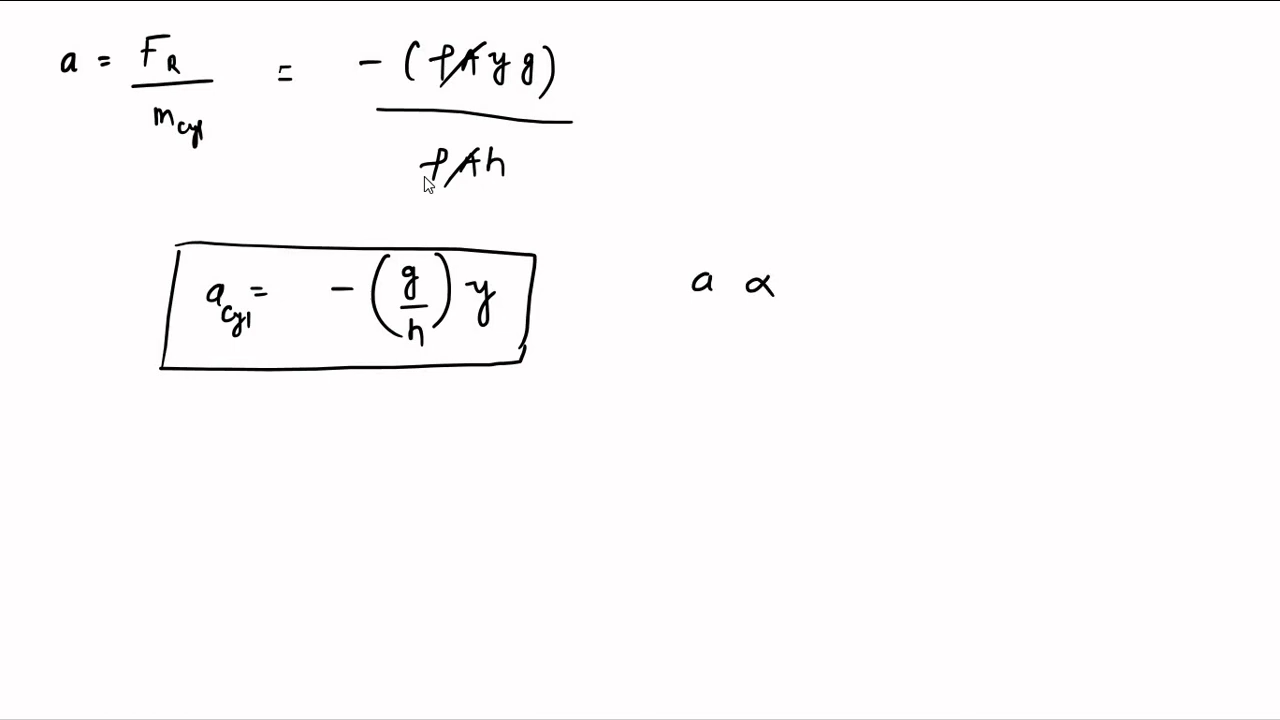 a = F_R / m_cyl = - (ρAyg) / ρAh
a_cyl = - (g/h) y a ∝